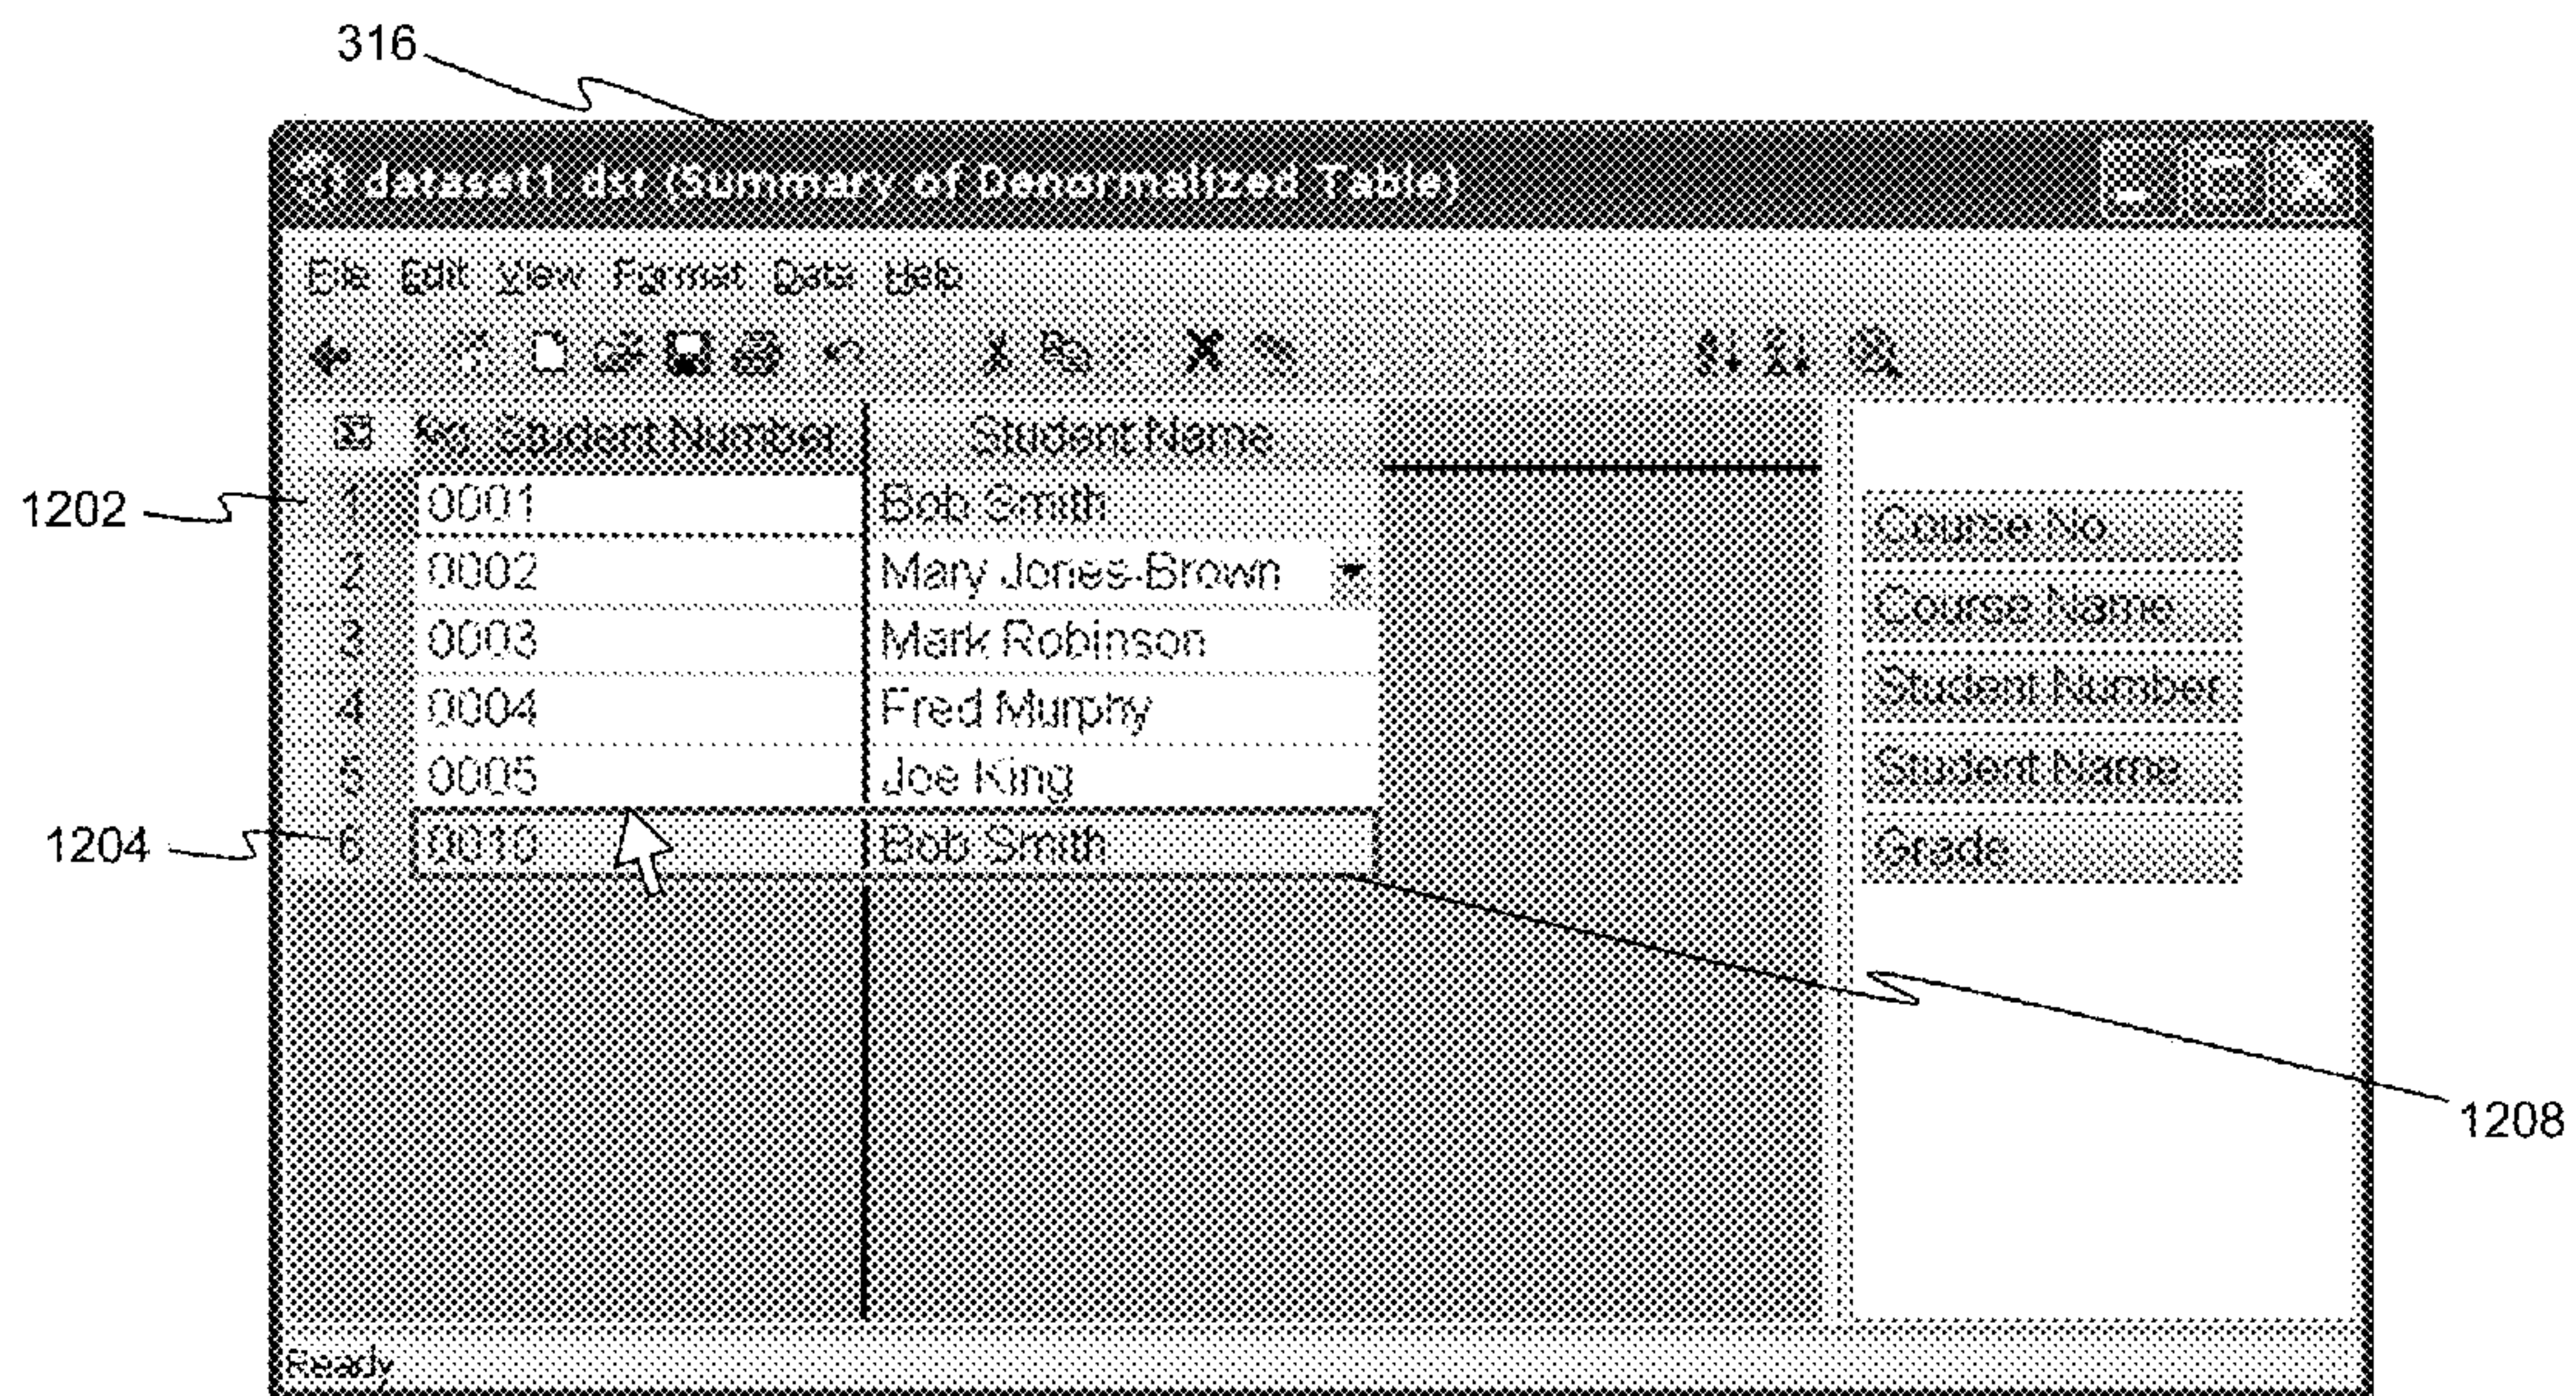 316
dataset1.dst (Summary of Denormalized Table)
File Edit View Format Data Help
Student Number Student Name
1202
1 0001 Bob Smith
Course No
2 0002 Mary Jones-Brown
Course Name
3 0003 Mark Robinson
Student Number
4 0004 Fred Murphy
Student Name
5 0005 Joe King
1204
6 0010 Bob Smith
Grade
1208
Ready